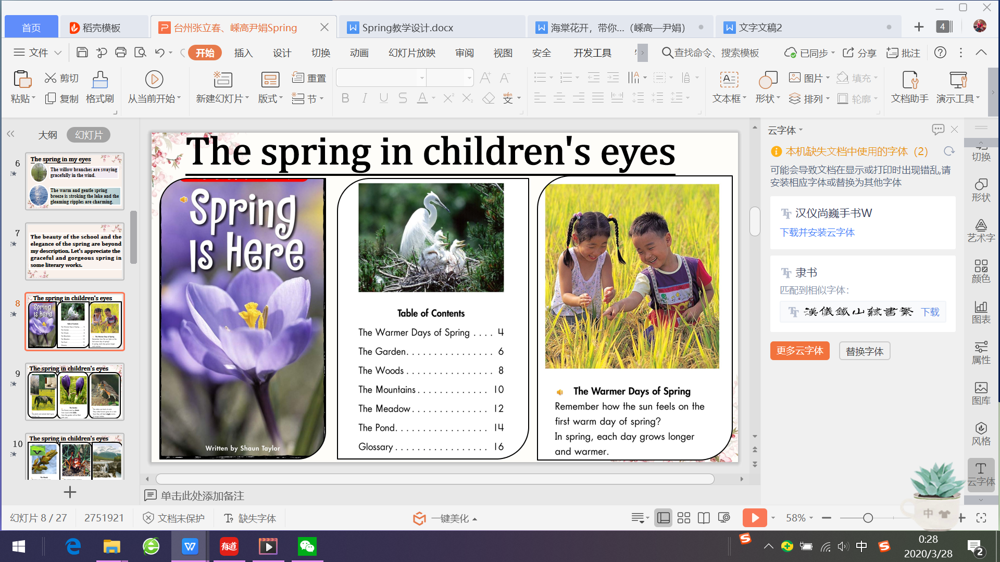 首页
稻壳模板
台州张立春、嵊高尹娟Spring
Spring教学设计.docx
海棠花开，带你...（嵊高—尹娟）
文字文稿2
4
文件
开始
插入
设计
切换
动画
幻灯片放映
审阅
视图
安全
开发工具
查找命令、搜索模板
已同步
分享
批注
粘贴
剪切
复制
格式刷
从当前开始
新建幻灯片
版式
重置
节
文本框
形状
图片
排列
填充
轮廓
文档助手
演示工具
大纲
幻灯片
6
The spring in my eyes
The willow branches are swaying
gracefully in the wind.
The warm and gentle spring
breeze is stroking the lake and the
gleaming ripples are charming.
7
The beauty of the school and the
elegance of the spring are beyond
my description. Let's appreciate the
graceful and gorgeous spring in
some literary works.
8
The spring in children's eyes
Spring
is Here
9
The spring in children's eyes
10
The spring in children's eyes
The spring in children's eyes
Spring
is Here
Written by Shaun Taylor
Table of Contents
The Warmer Days of Spring .... 4
The Garden................ 6
The Woods ................ 8
The Mountains............. 10
The Meadow.............. 12
The Pond................. 14
Glossary ................. 16
The Warmer Days of Spring
Remember how the sun feels on the
first warm day of spring?
In spring, each day grows longer
and warmer.
云字体
本机缺失文档中使用的字体（2）
可能会导致文档在显示或打印时出现错乱,请
安装相应字体或替换为其他字体
汉仪尚巍手书W
下载并安装云字体
隶书
匹配到相似字体：
漢儀鐵山隸書繁
下载
更多云字体
替换字体
切换
形状
艺术字
颜色
图表
属性
图库
风格
云字体
单击此处添加备注
幻灯片 8 / 27
2751921
文档未保护
缺失字体
一键美化
58%
中
中
0:28
2020/3/28
2